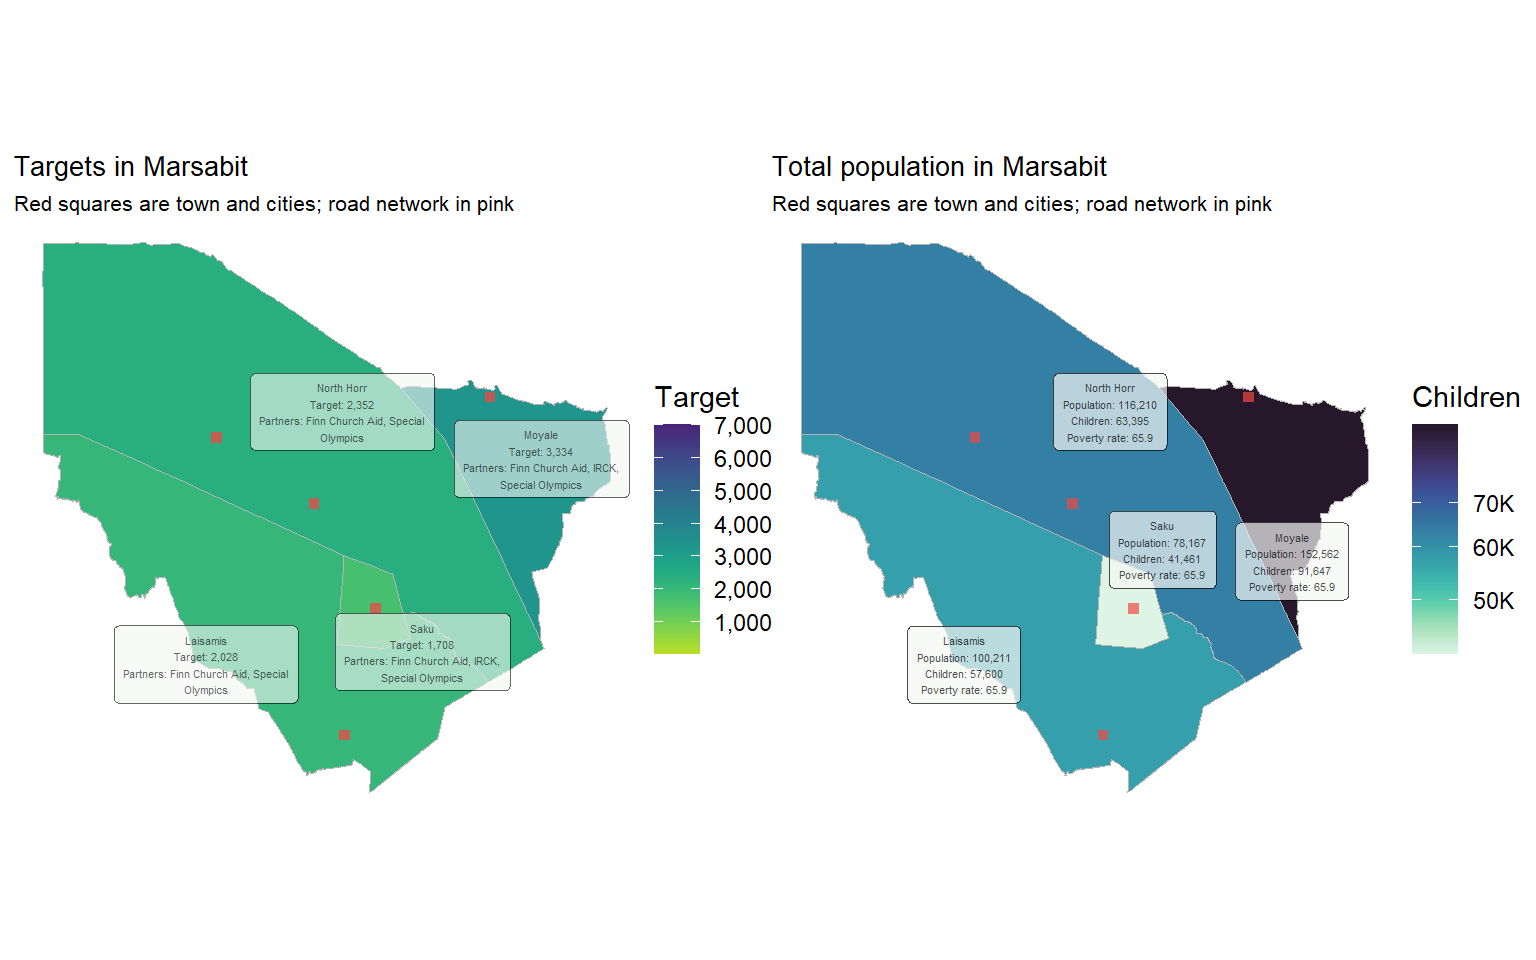 Targets in Marsabit
Red squares are town and cities; road network in pink
North Horr
Target: 2,352
Partners: Finn Church Aid, Special
Olympics
Moyale
Target: 3,334
Partners: Finn Church Aid, IRCK,
Special Olympics
Laisamis
Target: 2,028
Partners: Finn Church Aid, Special
Olympics
Saku
Target: 1,708
Partners: Finn Church Aid, IRCK,
Special Olympics
Target
7,000
6,000
5,000
4,000
3,000
2,000
1,000
Total population in Marsabit
Red squares are town and cities; road network in pink
North Horr
Population: 116,210
Children: 63,395
Poverty rate: 65.9
Saku
Population: 78,167
Children: 41,461
Poverty rate: 65.9
Moyale
Population: 152,562
Children: 91,647
Poverty rate: 65.9
Laisamis
Population: 100,211
Children: 57,600
Poverty rate: 65.9
Children
70K
60K
50K